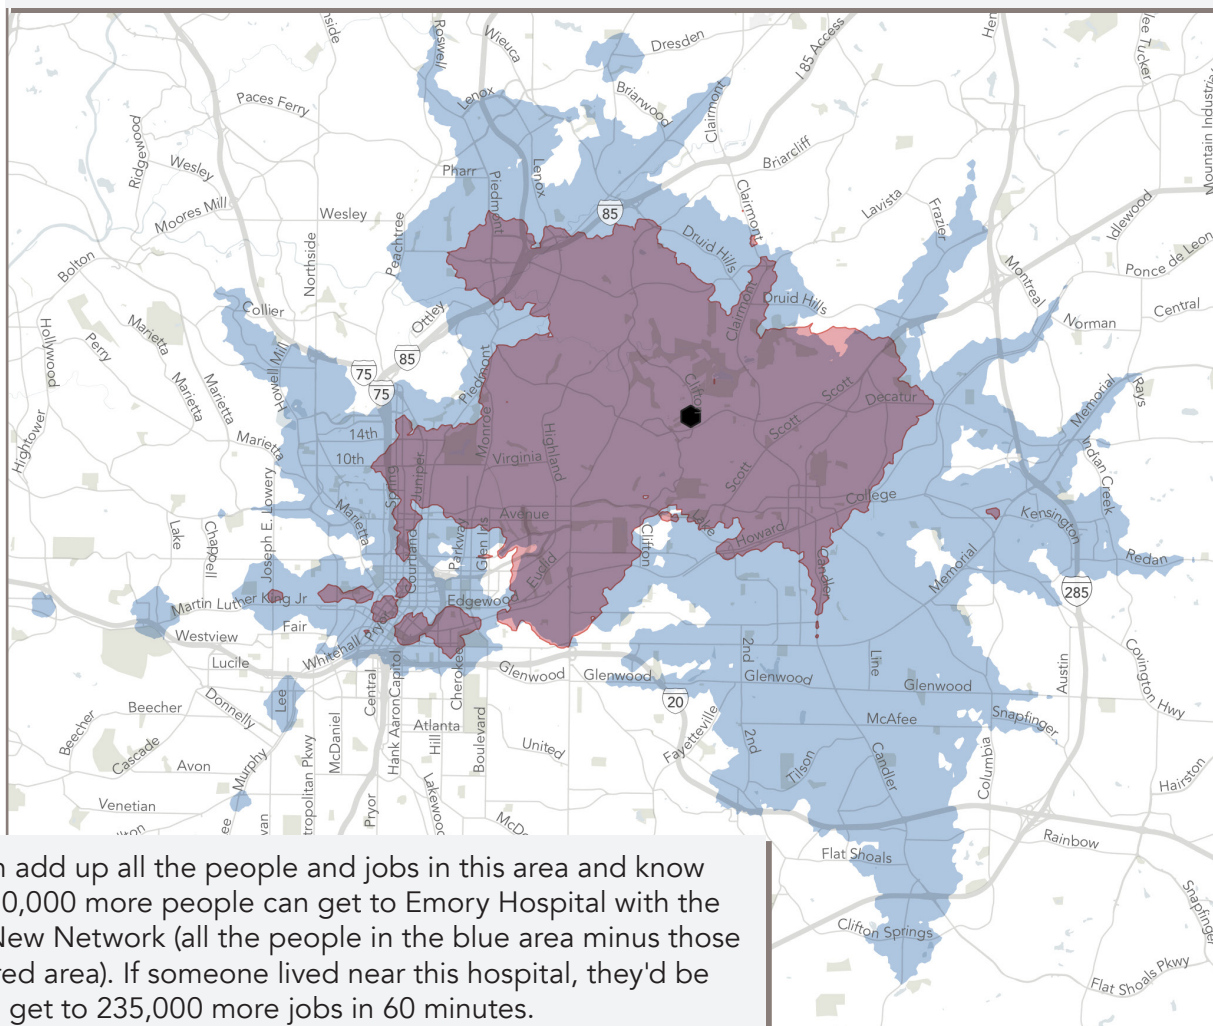 Roswell
Wieuca
Dresden
I 85 Access
Lenox
Briarwood
Clairmont
Paces Ferry
Ridgewood
Wesley
Pharr
Piedmont
Lenox
Briarcliff
Mountain Industrial
Moores Mill
Wesley
Peachtree
85
Clairmont
Lavista
Frazier
Idlewood
Northside
Druid Hills
Bolton
Montreal
Ponce de Leon
Collier
Ottley
Druid Hills
Clairmont
Central
Norman
Marietta
Hollywood
Perry
85
75
75
Piedmont
Marietta
Marietta
Howell Mill
Clifton
Scott
Decatur
Memorial
Rays
Hightower
Marietta
14th
Monroe
Highland
Scott
10th
Virginia
Juniper
Spring
Scott
Indian Creek
Joseph E. Lowery
College
Marietta
Avenue
Kensington
Lake
Chappell
Parkway
Glen Iris
Clifton
Lake
Howard
Courtland
Euclid
Candler
Memorial
Redan
285
Martin Luther King Jr
Edgewood
Fair
Westview
Whitehall
2nd
Line
Austin
Covington Hwy
Lucile
Capitol
Cherokee
Glenwood
Glenwood
Glenwood
Glenwood
Lee
Central
20
Donnelly
Beecher
Beecher
McDaniel
Hank Aaron
Atlanta
Hill
Boulevard
McAfee
Snapfinger
Cascade
Avon
Murphy
United
Fayetteville
2nd
Tilson
Candler
Columbia
Hairston
Venetian
Pryor
Lakewood
Rainbow
Flat Shoals
Snapfinger
Clifton Springs
Flat Shoals Pkwy
add up all the people and jobs in this area and know
0,000 more people can get to Emory Hospital with the
New Network (all the people in the blue area minus those
red area). If someone lived near this hospital, they'd be
get to 235,000 more jobs in 60 minutes.